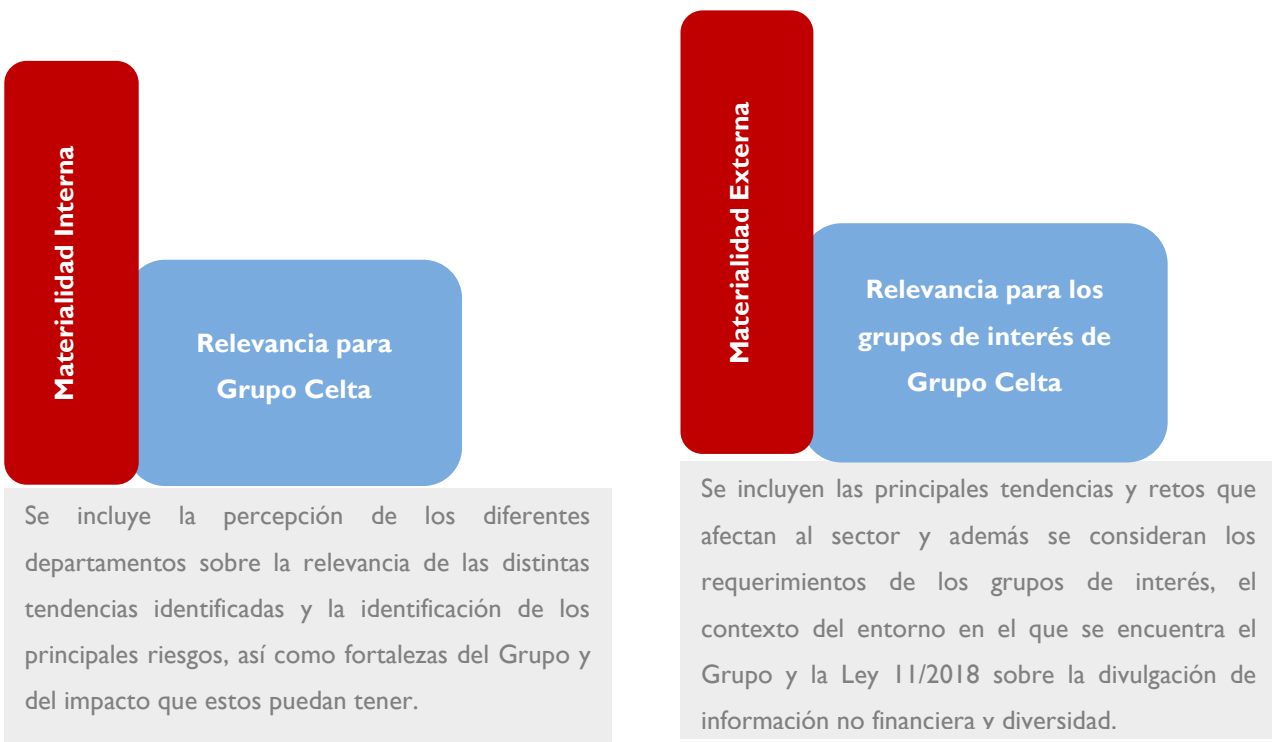 Materialidad Interna
Relevancia para
Grupo Celta
Se incluye la percepción de los diferentes
departamentos sobre la relevancia de las distintas
tendencias identificadas y la identificación de los
principales riesgos, así como fortalezas del Grupo y
del impacto que estos puedan tener.
Materialidad Externa
Relevancia para los
grupos de interés de
Grupo Celta
Se incluyen las principales tendencias y retos que
afectan al sector y además se consideran los
requerimientos de los grupos de interés, el
contexto del entorno en el que se encuentra el
Grupo y la Ley 11/2018 sobre la divulgación de
información no financiera y diversidad.